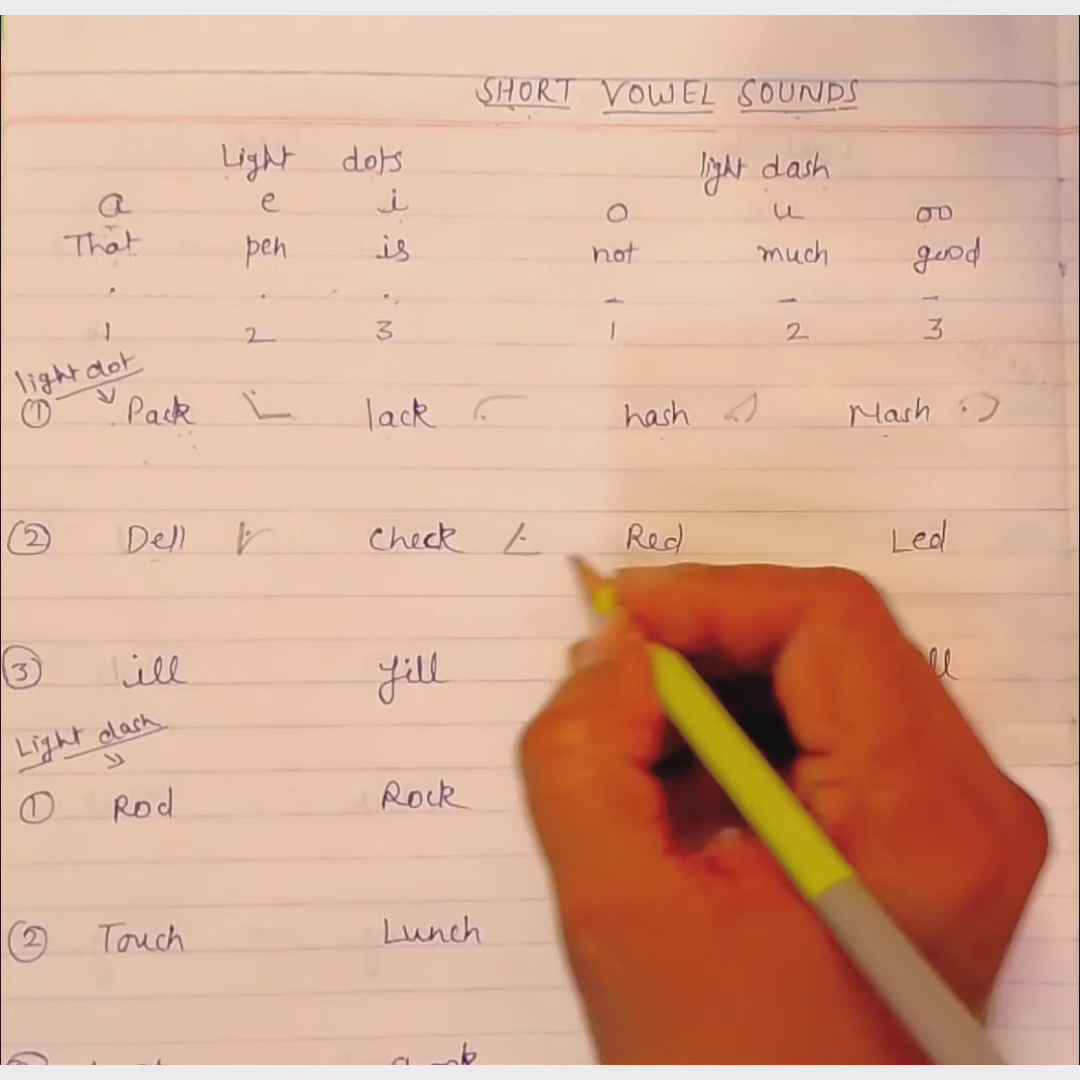 SHORT VOWEL SOUNDS
Light dots light dash
a e i o u oo
That pen is not much good
1 2 3 1 2 3
light dot
① Pack lack hash Mash
② Dell Check Red Led
③ ill Jill
Light dash
① Rod Rock
② Touch Lunch